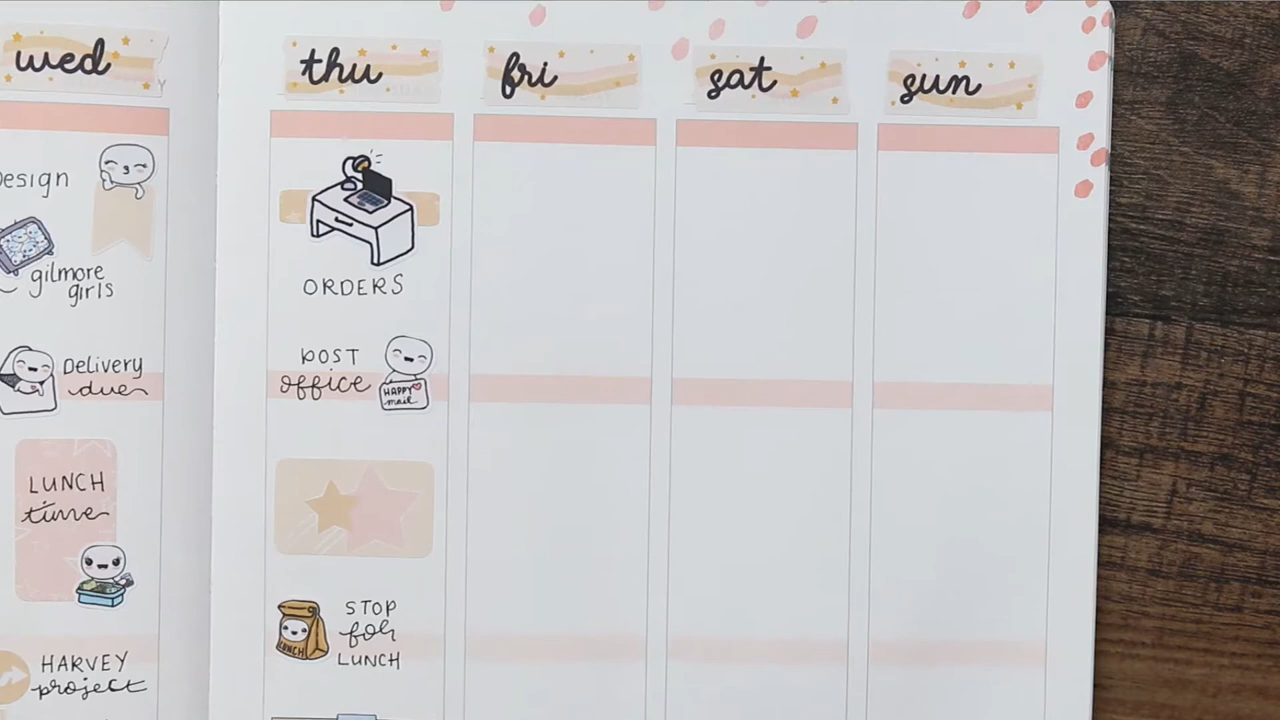 wed
Design
gilmore
girls
Delivery
due
LUNCH
time
HARVEY
project
thu
ORDERS
POST
office
HAPPY
mail
STOP
for
LUNCH
LUNCH
fri
sat
sun